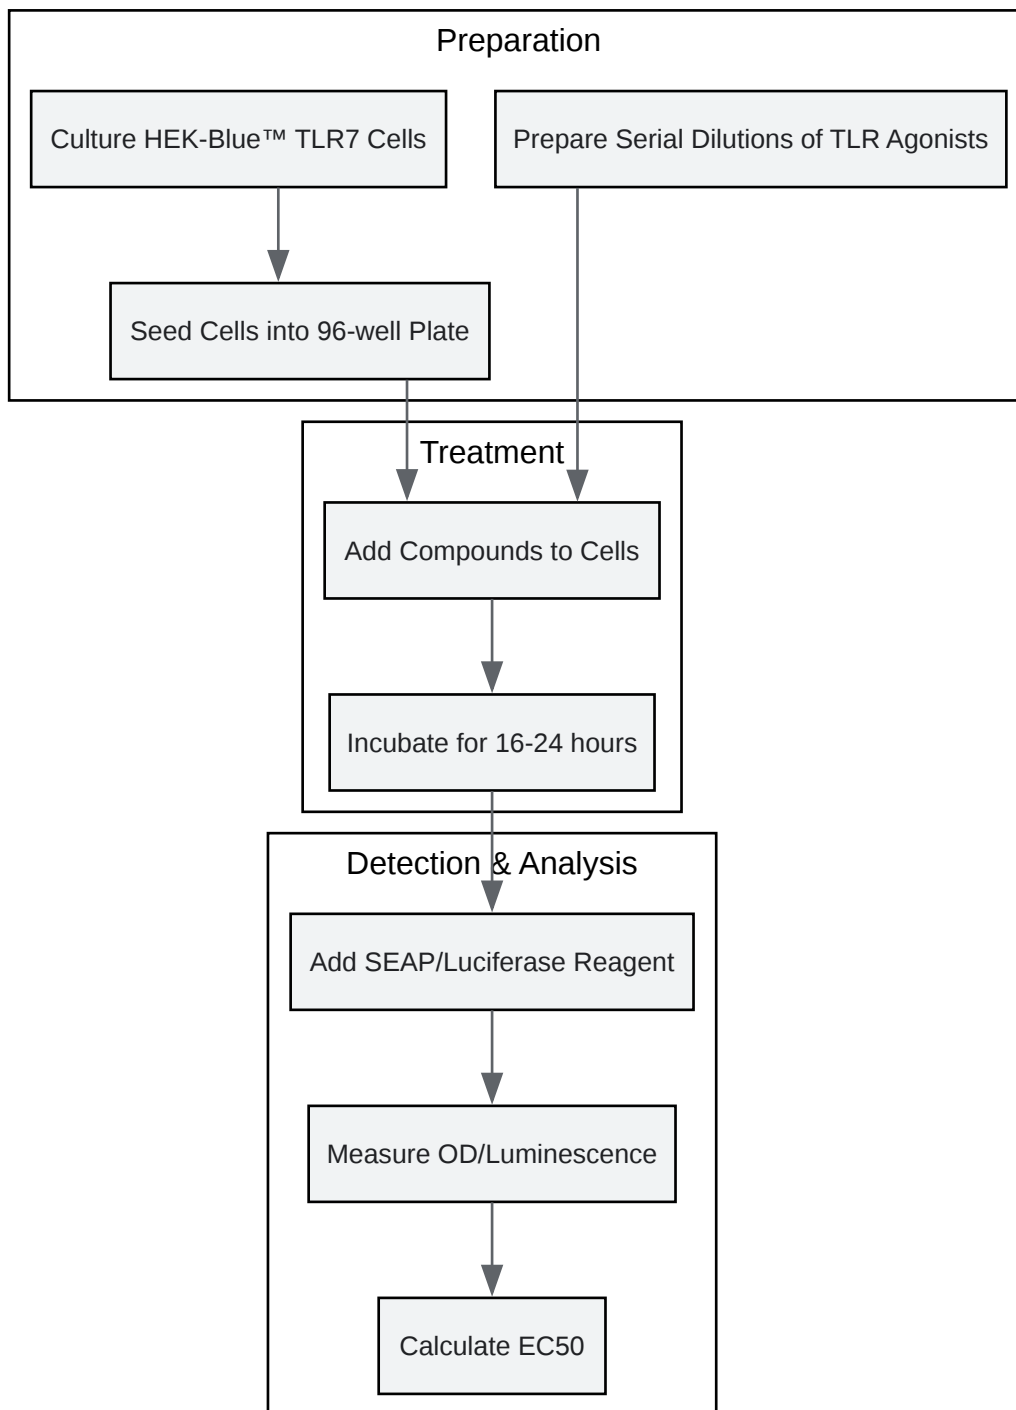 Preparation
Culture HEK-Blue™ TLR7 Cells
Prepare Serial Dilutions of TLR Agonists
Seed Cells into 96-well Plate
Treatment
Add Compounds to Cells
Incubate for 16-24 hours
Detection & Analysis
Add SEAP/Luciferase Reagent
Measure OD/Luminescence
Calculate EC50